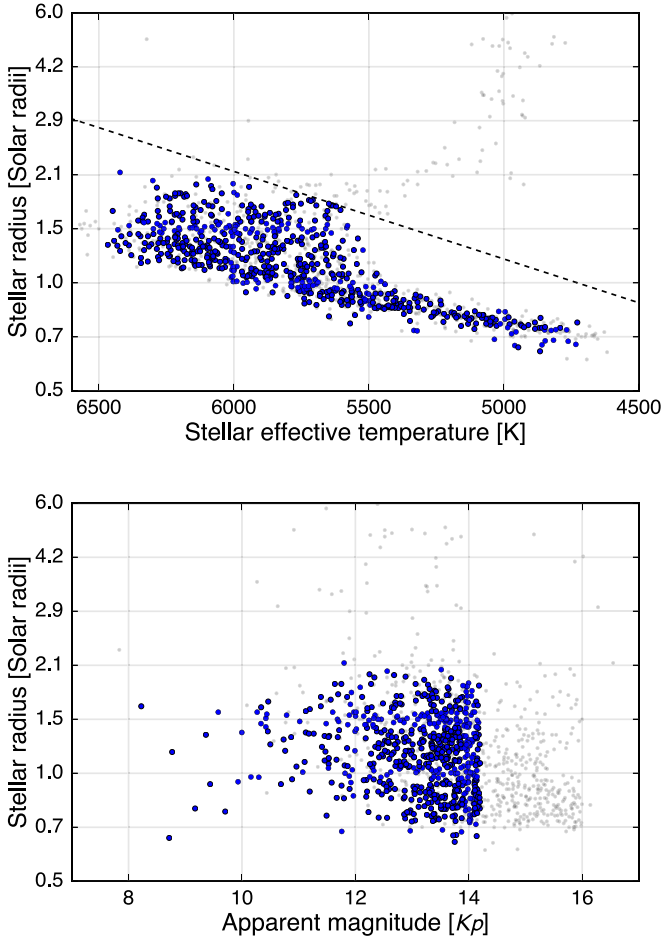 6.0
4.2
2.9
2.1
1.5
1.0
0.7
0.5
Stellar radius [Solar radii]
6500 6000 5500 5000 4500
Stellar effective temperature [K]
6.0
4.2
2.9
2.1
1.5
1.0
0.7
0.5
Stellar radius [Solar radii]
8 10 12 14 16
Apparent magnitude [Kp]